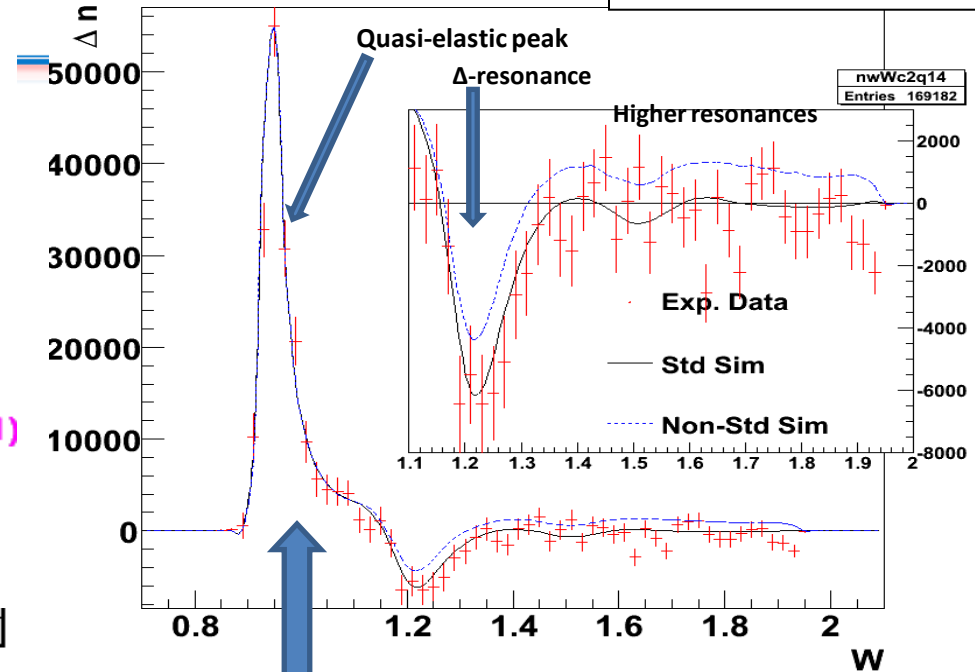 Δ n
Quasi-elastic peak
Δ-resonance
Higher resonances
nwWc2q14
Entries 169182
50000
40000
30000
20000
10000
0
2000
0
-2000
-4000
-6000
-8000
Exp. Data
Std Sim
Non-Std Sim
1.1 1.2 1.3 1.4 1.5 1.6 1.7 1.8 1.9 2
0.8 1.2 1.4 1.6 1.8 2
W
)
]